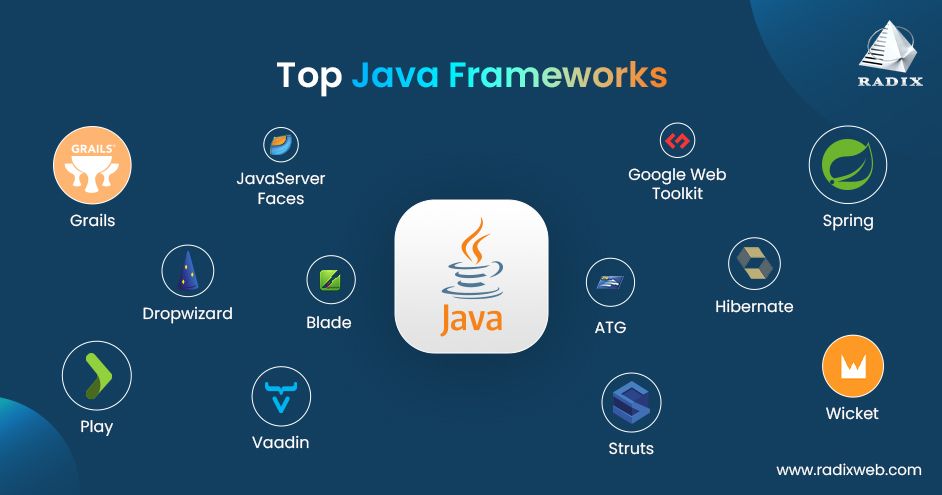 RADIX
Top Java Frameworks
GRAILS
Grails
JavaServer
Faces
Google Web
Toolkit
Spring
Dropwizard
Blade
Java
ATG
Hibernate
Play
Vaadin
Struts
Wicket
www.radixweb.com